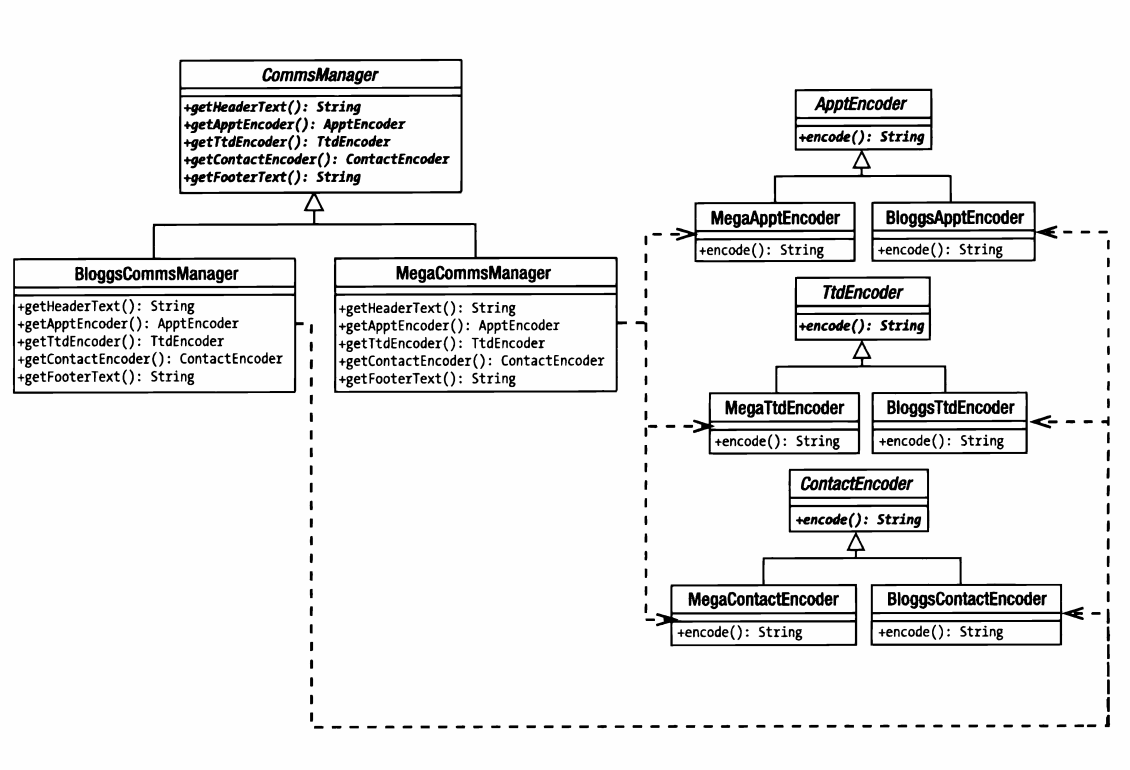 CommsManager
+getHeaderText(): String
+getApptEncoder(): ApptEncoder
+getTtdEncoder(): TtdEncoder
+getContactEncoder(): ContactEncoder
+getFooterText(): String
BloggsCommsManager
+getHeaderText(): String
+getApptEncoder(): ApptEncoder
+getTtdEncoder(): TtdEncoder
+getContactEncoder(): ContactEncoder
+getFooterText(): String
MegaCommsManager
+getHeaderText(): String
+getApptEncoder(): ApptEncoder
+getTtdEncoder(): TtdEncoder
+getContactEncoder(): ContactEncoder
+getFooterText(): String
ApptEncoder
+encode(): String
MegaApptEncoder
+encode(): String
BloggsApptEncoder
+encode(): String
TtdEncoder
+encode(): String
MegaTtdEncoder
+encode(): String
BloggsTtdEncoder
+encode(): String
ContactEncoder
+encode(): String
MegaContactEncoder
+encode(): String
BloggsContactEncoder
+encode(): String